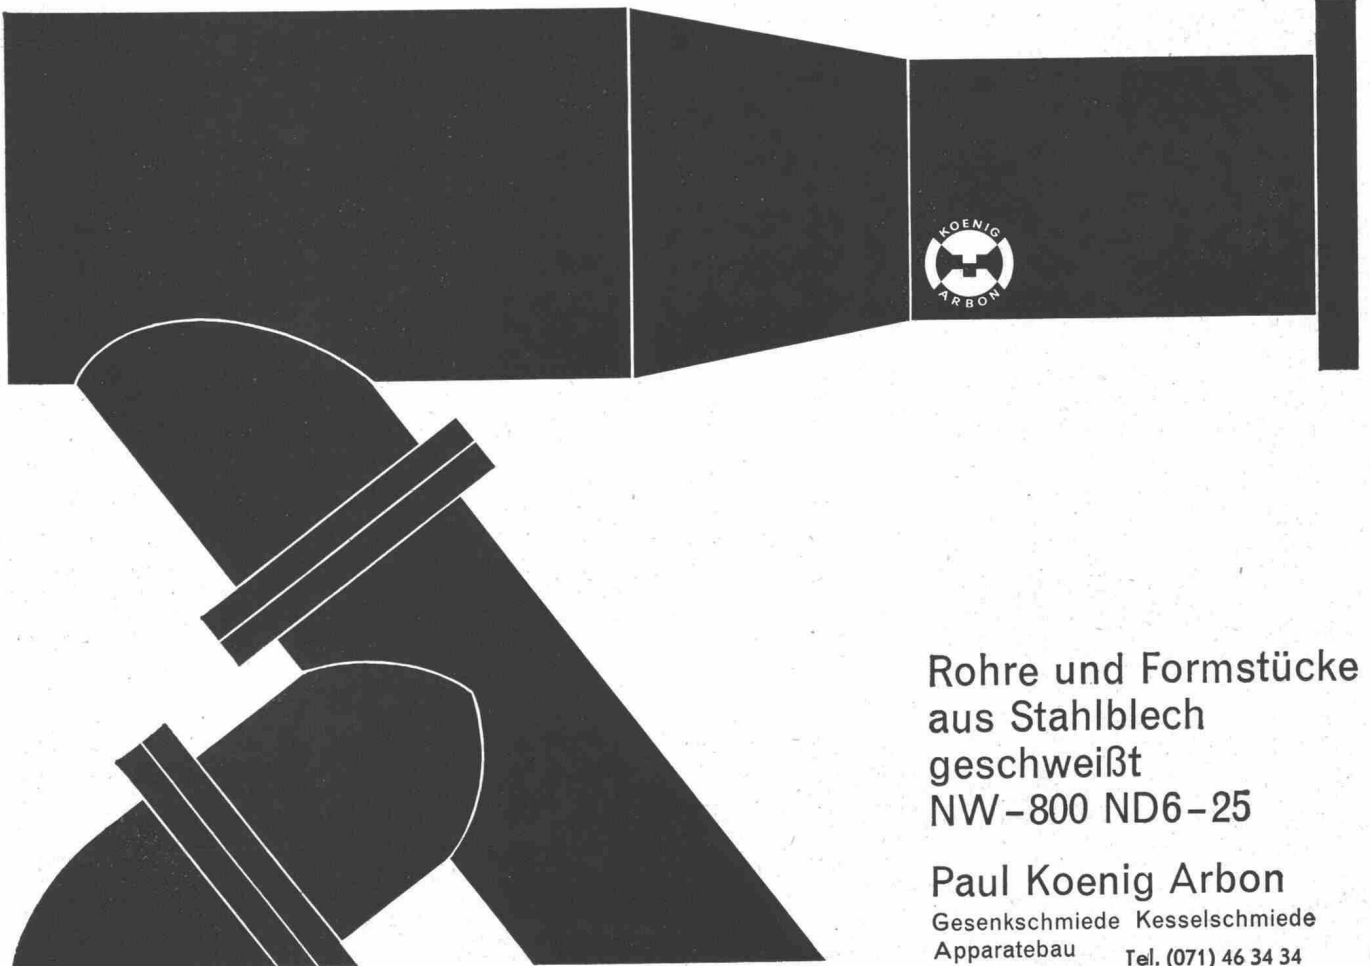 KOENIG
ARBON
Rohre und Formstücke
aus Stahlblech
geschweißt
NW-800 ND6-25
Paul Koenig Arbon
Gesenkschmiede Kesselschmiede
Apparatebau Tel. (071) 46 34 34